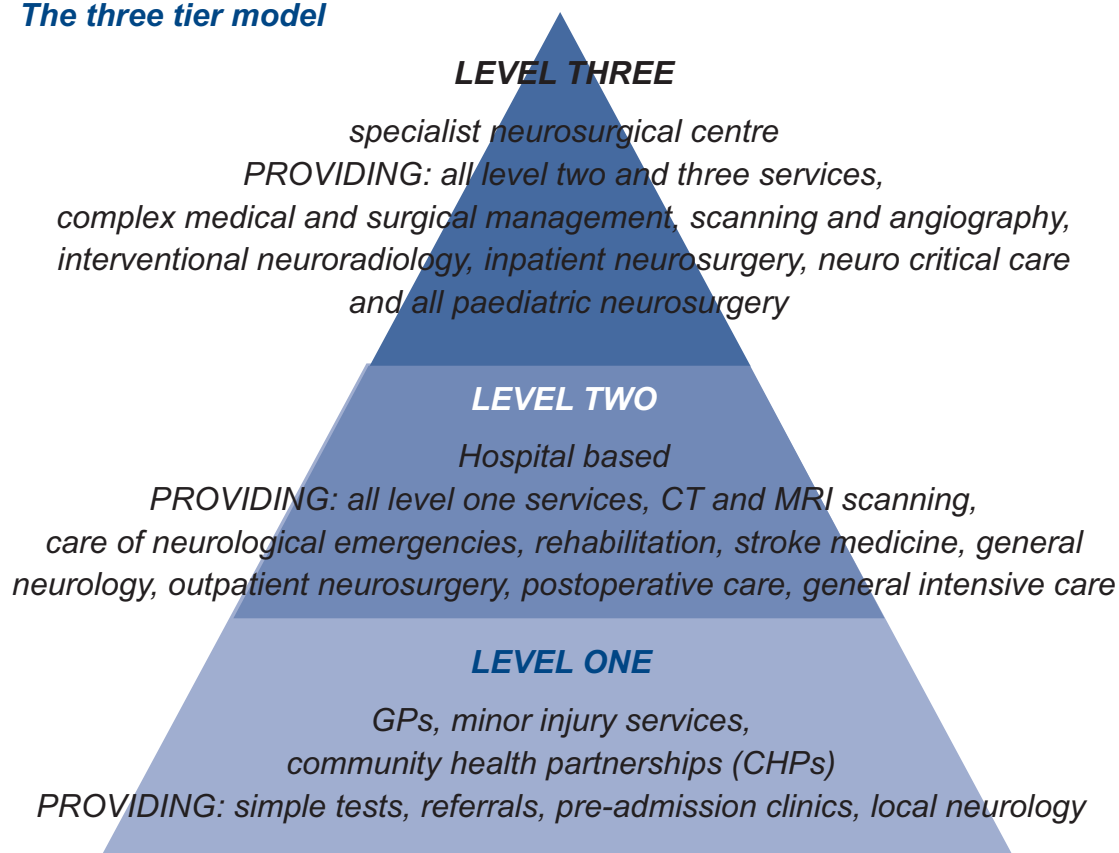 The three tier model
LEVEL THREE
specialist neurosurgical centre
PROVIDING: all level two and three services,
complex medical and surgical management, scanning and angiography,
interventional neuroradiology, inpatient neurosurgery, neuro critical care
and all paediatric neurosurgery
LEVEL TWO
Hospital based
PROVIDING: all level one services, CT and MRI scanning,
care of neurological emergencies, rehabilitation, stroke medicine, general
neurology, outpatient neurosurgery, postoperative care, general intensive care
LEVEL ONE
GPs, minor injury services,
community health partnerships (CHPs)
PROVIDING: simple tests, referrals, pre-admission clinics, local neurology